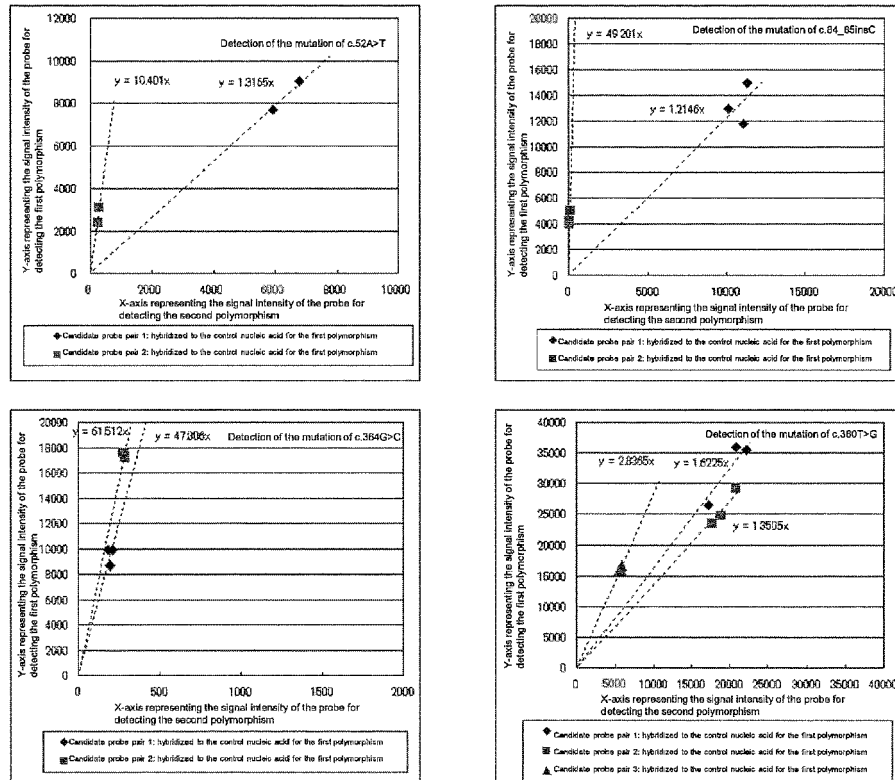 Detection of the mutation of c.52A>T
y = 10.401x
y = 1.3165x
12000
10000
8000
6000
4000
2000
0
0 2000 4000 6000 8000 10000
Y-axis representing the signal intensity of the probe for
detecting the first polymorphism
X-axis representing the signal intensity of the probe for
detecting the second polymorphism
Candidate probe pair 1: hybridized to the control nucleic acid for the first polymorphism
Candidate probe pair 2: hybridized to the control nucleic acid for the first polymorphism
Detection of the mutation of c.84_85insC
y = 49.201x
y = 1.2146x
20000
18000
16000
14000
12000
10000
8000
6000
4000
2000
0
0 5000 10000 15000 20000
Y-axis representing the signal intensity of the probe for
detecting the first polymorphism
X-axis representing the signal intensity of the probe for
detecting the second polymorphism
Candidate probe pair 1: hybridized to the control nucleic acid for the first polymorphism
Candidate probe pair 2: hybridized to the control nucleic acid for the first polymorphism
Detection of the mutation of c.364G>C
y = 61.512x
20000
18000
16000
14000
12000
10000
8000
6000
4000
2000
0
0 500 1000 1500 2000
Y-axis representing the signal intensity of the probe for
detecting the first polymorphism
X-axis representing the signal intensity of the probe for
detecting the second polymorphism
Candidate probe pair 1: hybridized to the control nucleic acid for the first polymorphism
Candidate probe pair 2: hybridized to the control nucleic acid for the first polymorphism
Detection of the mutation of c.380T>G
y = 2.8365x
y = 1.6225x
y = 1.3595x
40000
35000
30000
25000
20000
15000
10000
5000
0
0 5000 10000 15000 20000 25000 30000 35000 40000
Y-axis representing the signal intensity of the probe for
detecting the first polymorphism
X-axis representing the signal intensity of the probe for
detecting the second polymorphism
Candidate probe pair 1: hybridized to the control nucleic acid for the first polymorphism
Candidate probe pair 2: hybridized to the control nucleic acid for the first polymorphism
Candidate probe pair 3: hybridized to the control nucleic acid for the first polymorphism